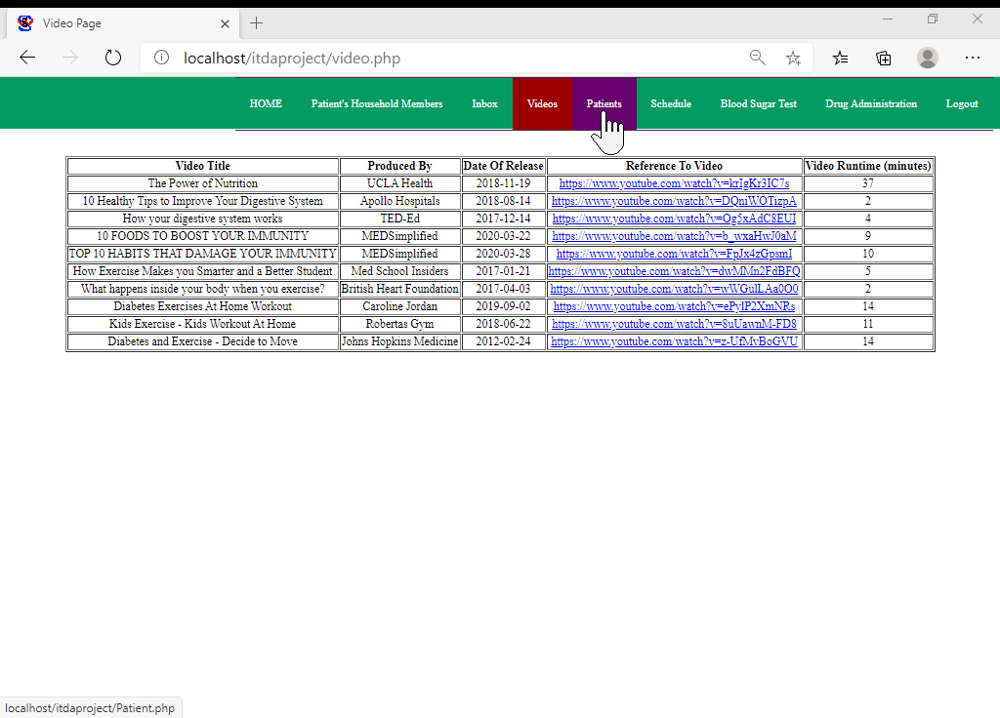 Video Page
localhost/itdaproject/video.php
HOME Patient's Household Members Inbox Videos Patients Schedule Blood Sugar Test Drug Administration Logout
Video Title Produced By Date Of Release Reference To Video Video Runtime (minutes)
The Power of Nutrition UCLA Health 2018-11-19 https://www.youtube.com/watch?v=krIgKr3IC7s 37
10 Healthy Tips to Improve Your Digestive System Apollo Hospitals 2018-08-14 https://www.youtube.com/watch?v=DQniWOTizpA 2
How your digestive system works TED-Ed 2017-12-14 https://www.youtube.com/watch?v=Og5xAdC8EUI 4
10 FOODS TO BOOST YOUR IMMUNITY MEDSimplified 2020-03-22 https://www.youtube.com/watch?v=b_wxaHwJ0aM 9
TOP 10 HABITS THAT DAMAGE YOUR IMMUNITY MEDSimplified 2020-03-28 https://www.youtube.com/watch?v=FpJx4zGpsmI 10
How Exercise Makes you Smarter and a Better Student Med School Insiders 2017-01-21 https://www.youtube.com/watch?v=dwMMn2FdBFQ 5
What happens inside your body when you exercise? British Heart Foundation 2017-04-03 https://www.youtube.com/watch?v=wWGulLAa0O0 2
Diabetes Exercises At Home Workout Caroline Jordan 2019-09-02 https://www.youtube.com/watch?v=ePylP2XmNRs 14
Kids Exercise - Kids Workout At Home Robertas Gym 2018-06-22 https://www.youtube.com/watch?v=8uUawnM-FD8 11
Diabetes and Exercise - Decide to Move Johns Hopkins Medicine 2012-02-24 https://www.youtube.com/watch?v=z-UfMvBoGVU 14
localhost/itdaproject/Patient.php